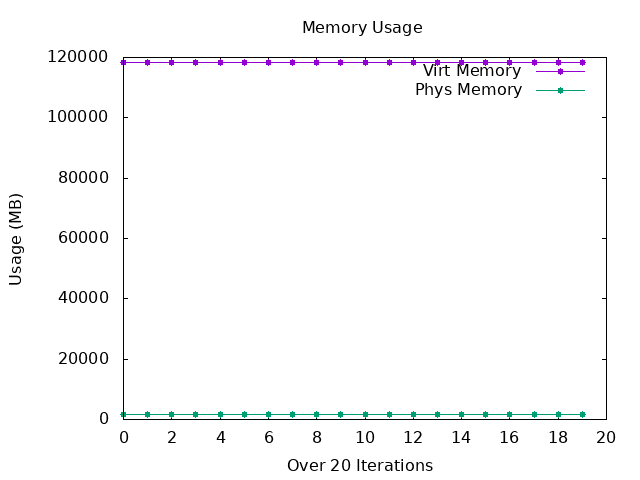 Memory Usage
120000
100000
80000
60000
40000
20000
0
Usage (MB)
Virt Memory
Phys Memory
0 2 4 6 8 10 12 14 16 18 20
Over 20 Iterations